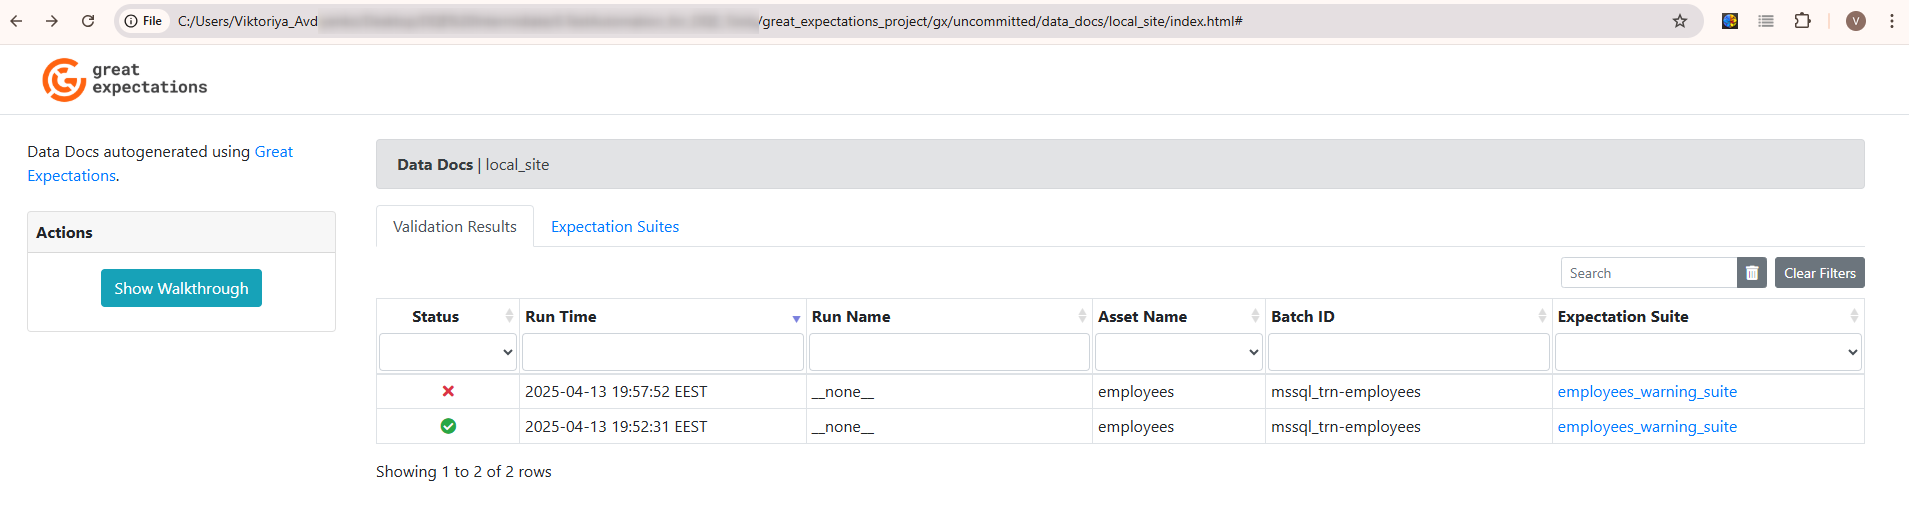 File C:/Users/Viktoriya_Avd /great_expectations_project/gx/uncommitted/data_docs/local_site/index.html# V
great
expectations
Data Docs autogenerated using Great
Expectations.
Actions
Show Walkthrough
Data Docs | local_site
Validation Results Expectation Suites
Search Clear Filters
Status Run Time Run Name Asset Name Batch ID Expectation Suite
2025-04-13 19:57:52 EEST __none__ employees mssql_trn-employees employees_warning_suite
2025-04-13 19:52:31 EEST __none__ employees mssql_trn-employees employees_warning_suite
Showing 1 to 2 of 2 rows